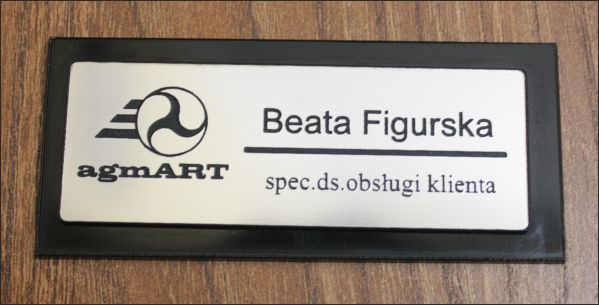 agmART
Beata Figurska
spec.ds.obsługi klienta